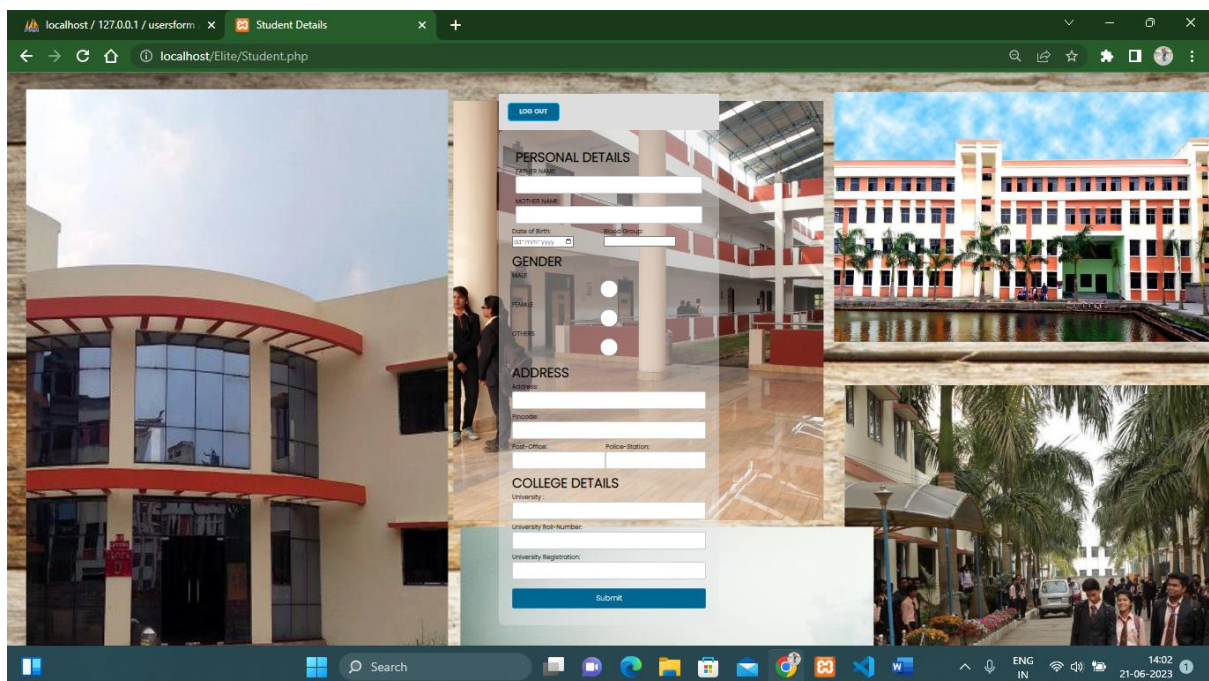 localhost / 127.0.0.1 / usersform
Student Details
localhost/Elite/Student.php
LOG OUT
PERSONAL DETAILS
FATHER NAME:
MOTHER NAME:
Date of Birth: Blood Group:
dd-mm-yyyy
GENDER
MALE
FEMALE
OTHERS
ADDRESS
Address:
Pincode:
Post-Office: Police-Station:
COLLEGE DETAILS
University :
University Roll-Number:
University Registration:
Submit
Search
ENG
IN
14:02
21-06-2023
1